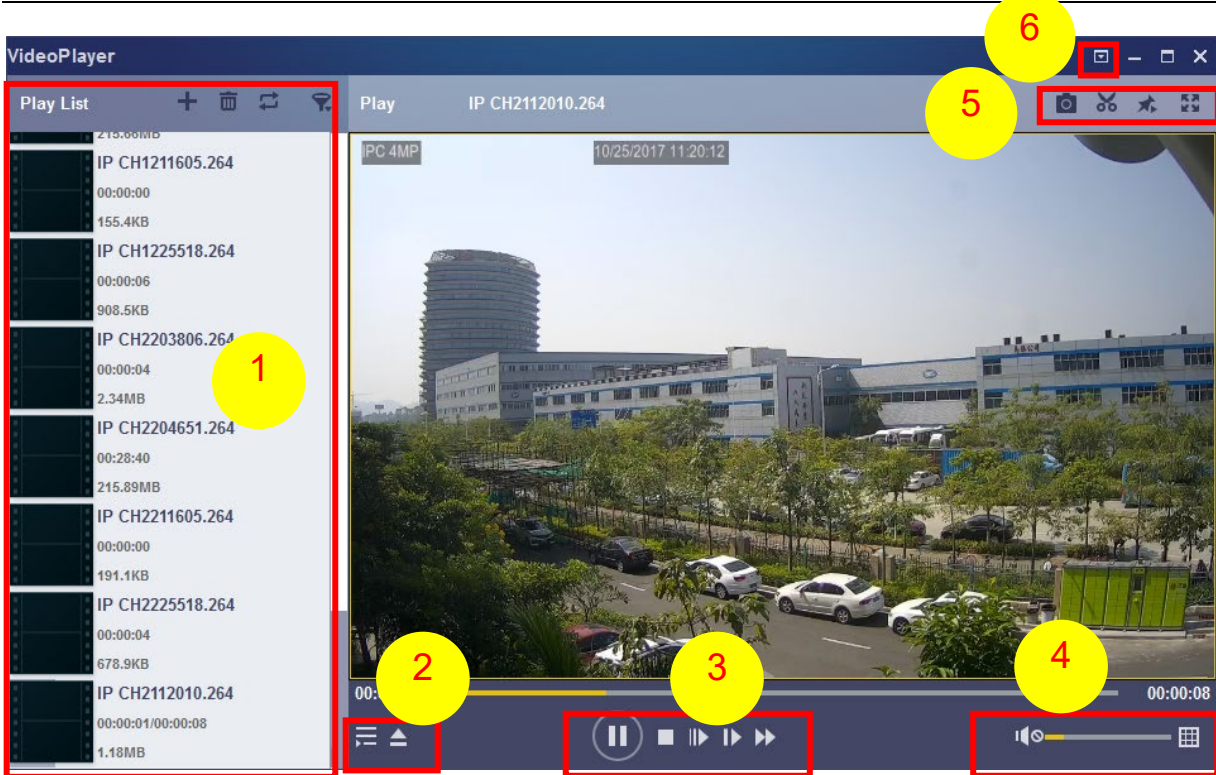 6
VideoPlayer
5
Play List
Play
IP CH2112010.264
215.66MB
IPC 4MP
10/25/2017 11:20:12
IP CH1211605.264
00:00:00
155.4KB
IP CH1225518.264
00:00:06
908.5KB
IP CH2203806.264
00:00:04
2.34MB
1
IP CH2204651.264
00:28:40
215.89MB
IP CH2211605.264
00:00:00
191.1KB
IP CH2225518.264
00:00:04
678.9KB
2
3
4
IP CH2112010.264
00:00:01/00:00:08
1.18MB
00:00:08